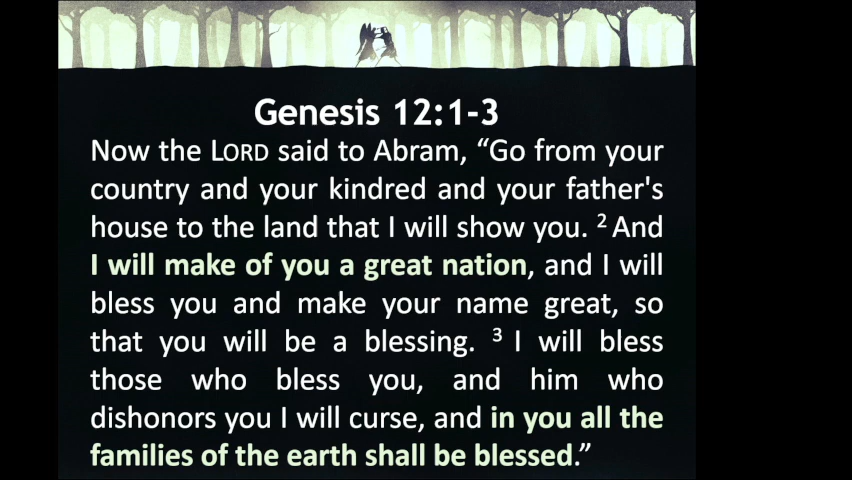 Genesis 12:1-3
Now the LORD said to Abram, “Go from your
country and your kindred and your father's
house to the land that I will show you. 2 And
I will make of you a great nation, and I will
bless you and make your name great, so
that you will be a blessing. 3 I will bless
those who bless you, and him who
dishonors you I will curse, and in you all the
families of the earth shall be blessed.”